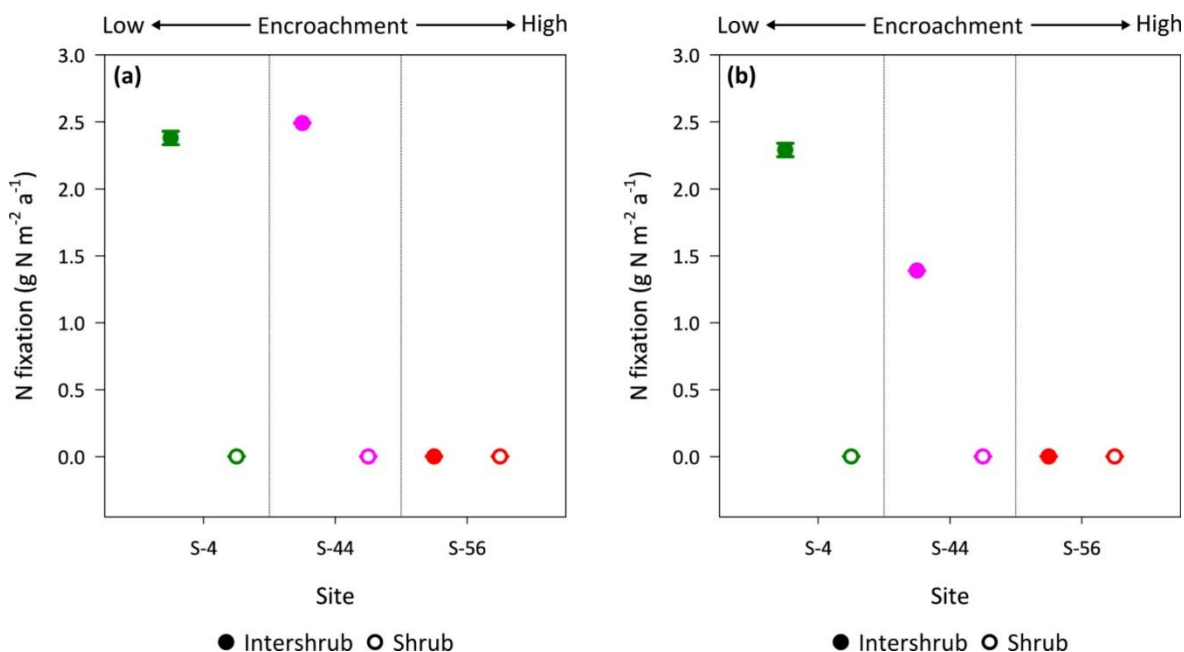 Low Encroachment High
(a)
3.0
2.5
2.0
1.5
1.0
0.5
0.0
N fixation (g N m⁻² a⁻¹)
S-4 S-44 S-56
Site
Intershrub Shrub
Low Encroachment High
(b)
3.0
2.5
2.0
1.5
1.0
0.5
0.0
N fixation (g N m⁻² a⁻¹)
S-4 S-44 S-56
Site
Intershrub Shrub